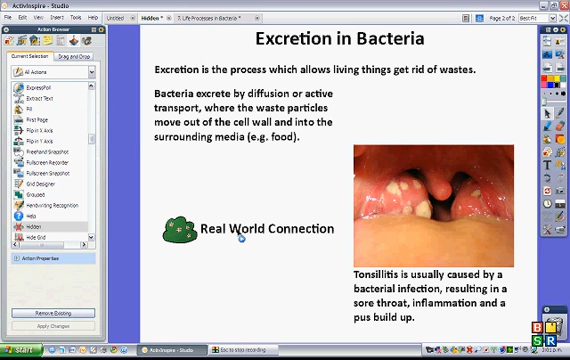 ActivInspire - Studio
File Edit View Insert Tools Help
Untitled Hidden * 7. Life Processes in Bacteria * Page 2 of 2 Best Fit
Action Browser
Current Selection Drag and Drop
All Actions
ExpressPoll
Extract Text
Fill
First Page
Flip in X Axis
Flip in Y Axis
Freehand Snapshot
Fullscreen Recorder
Fullscreen Snapshot
Grid Designer
Grouped
Handwriting Recognition
Help
Hidden
Hide Grid
Action Properties
Remove Existing
Apply Changes
Excretion in Bacteria
Excretion is the process which allows living things get rid of wastes.
Bacteria excrete by diffusion or active
transport, where the waste particles
move out of the cell wall and into the
surrounding media (e.g. food).
Real World Connection
Tonsillitis is usually caused by a
bacterial infection, resulting in a
sore throat, inflammation and a
pus build up.
B
S R
Start ActivInspire - Studio Esc to stop recording